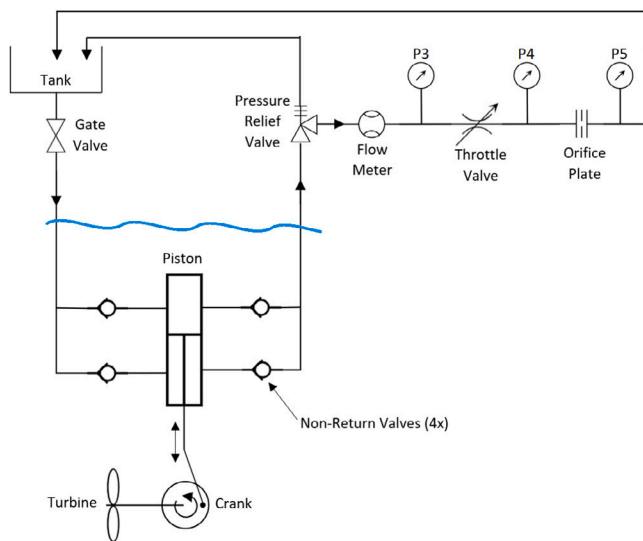 P3
P4
P5
Tank
Gate
Valve
Pressure
Relief
Valve
Flow
Meter
Throttle
Valve
Orifice
Plate
Piston
Non-Return Valves (4x)
Turbine
Crank